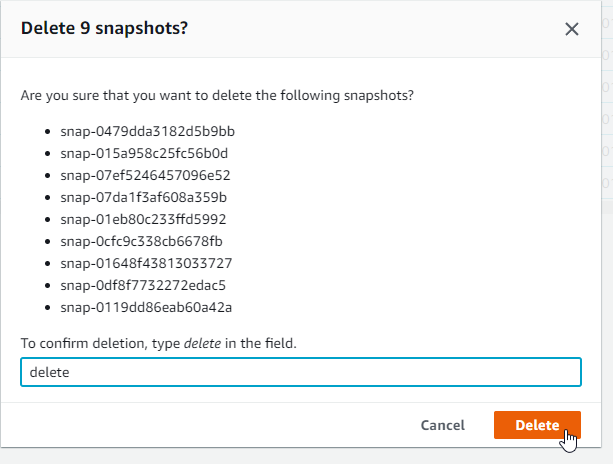 Delete 9 snapshots?
Are you sure that you want to delete the following snapshots?
snap-0479dda3182d5b9bb
snap-015a958c25fc56b0d
snap-07ef5246457096e52
snap-07da1f3af608a359b
snap-01eb80c233ffd5992
snap-0cfc9c338cb6678fb
snap-01648f43813033727
snap-0df8f7732272edac5
snap-0119dd86eab60a42a
To confirm deletion, type delete in the field.
delete
Cancel Delete